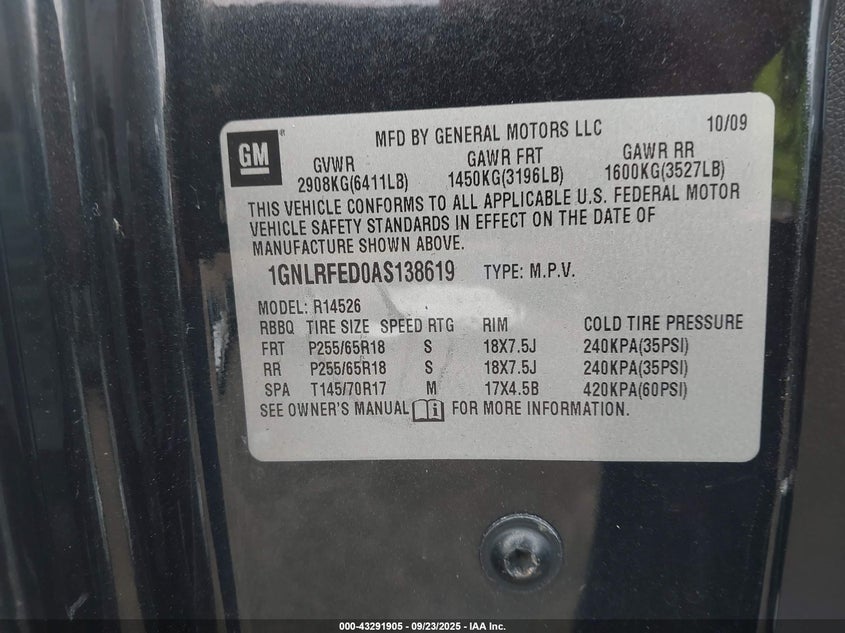 GM®
MFD BY GENERAL MOTORS LLC 10/09
GVWR GAWR FRT GAWR RR
2908KG(6411LB) 1450KG(3196LB) 1600KG(3527LB)
THIS VEHICLE CONFORMS TO ALL APPLICABLE U.S. FEDERAL MOTOR
VEHICLE SAFETY STANDARDS IN EFFECT ON THE DATE OF
MANUFACTURE SHOWN ABOVE.
1GNLRFED0AS138619 TYPE: M.P.V.
MODEL: R14526
RBBQ TIRE SIZE SPEED RTG RIM COLD TIRE PRESSURE
FRT P255/65R18 S 18X7.5J 240KPA(35PSI)
RR P255/65R18 S 18X7.5J 240KPA(35PSI)
SPA T145/70R17 M 17X4.5B 420KPA(60PSI)
SEE OWNER'S MANUAL i FOR MORE INFORMATION.
000-43291905 - 09/23/2025 - IAA Inc.